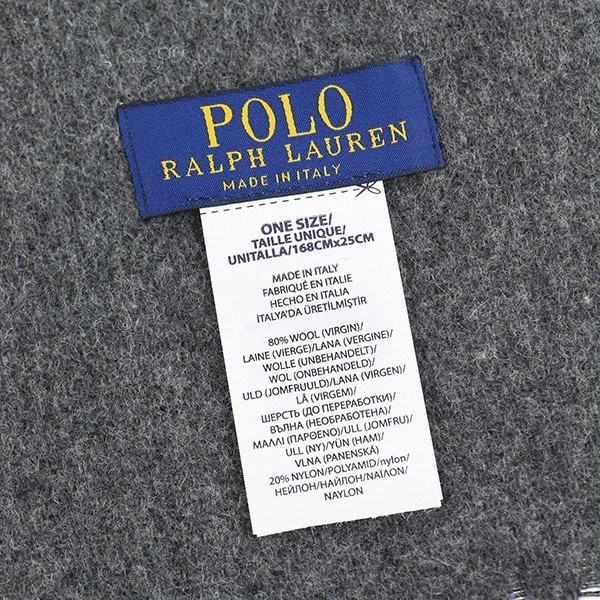 POLO
RALPH LAUREN
MADE IN ITALY
ONE SIZE/
TAILLE UNIQUE/
UNITALLA/168CMx25CM
MADE IN ITALY
FABRIQUÉ EN ITALIE
HECHO EN ITALIA
ITALYA'DA ÜRETİLMİŞTİR
80% WOOL (VIRGIN)/
LAINE (VIERGE)/LANA (VERGINE)/
WOLLE (UNBEHANDELT)/
WOL (ONBEHANDELD)/
ULD (JOMFRUULD)/LANA (VIRGEN)/
LÃ (VIRGEM)/
ШЕРСТЬ (ДО ПЕРЕРАБОТКИ)/
ВЪЛНА (НЕОБРАБОТЕНА)/
ΜΑΛΛΙ (ΠΑΡΘΕΝΟ)/ULL (JOMFRU)/
ULL (NY)/YÜN (HAM)/
VLNA (PANENSKÁ)
20% NYLON/POLYAMID/nylon/
НЕЙЛОН/НАЙЛОН/ΝΑΪΛΟΝ/
NAYLON